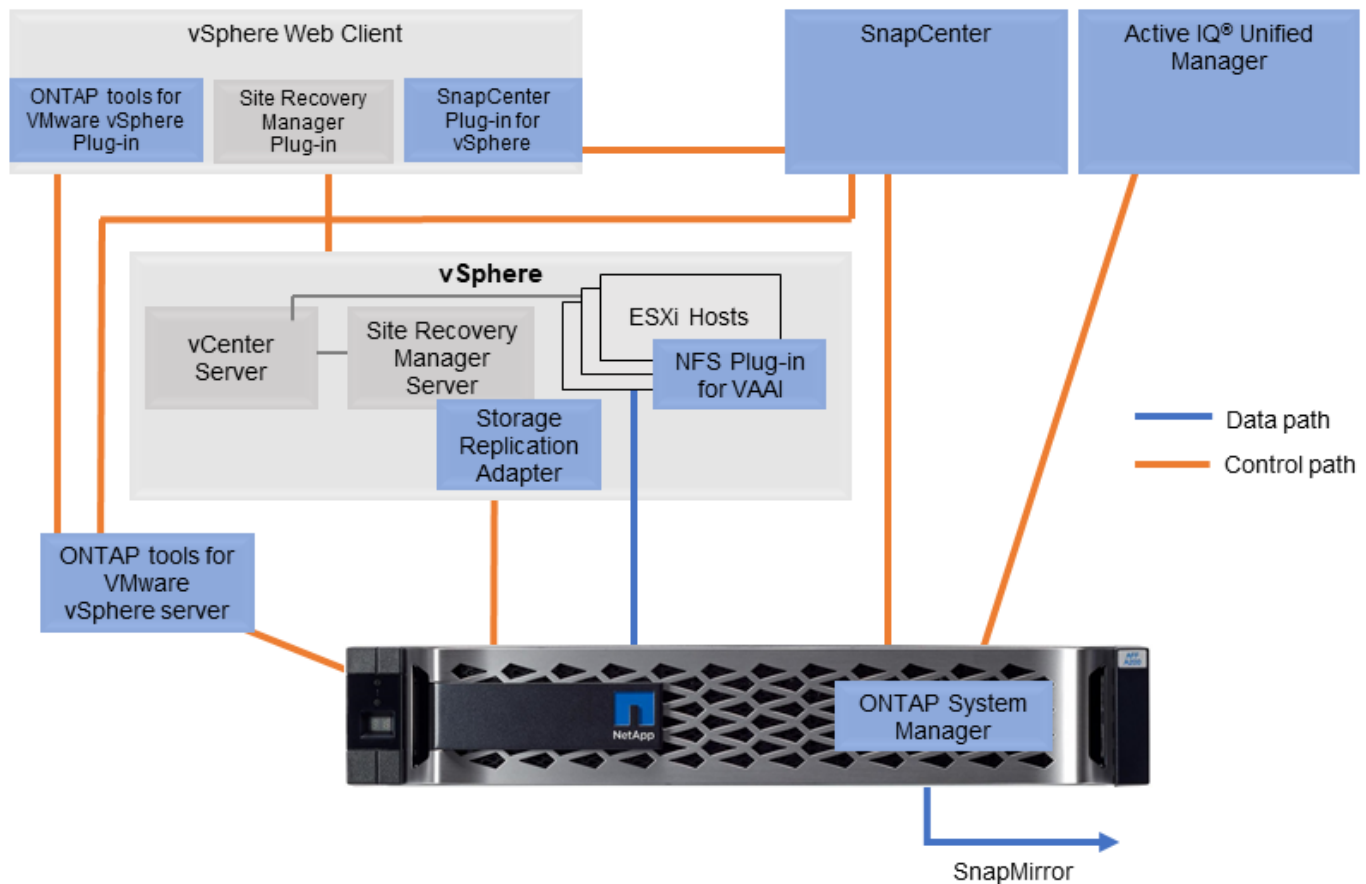 vSphere Web Client
ONTAP tools for
VMware vSphere
Plug-in
Site Recovery
Manager
Plug-in
SnapCenter
Plug-in for
vSphere
SnapCenter
Active IQ® Unified
Manager
vSphere
vCenter
Server
Site Recovery
Manager
Server
Storage
Replication
Adapter
ESXi Hosts
NFS Plug-in
for VAAI
Data path
Control path
ONTAP tools for
VMware
vSphere server
NetApp
ONTAP System
Manager
AFF
A200
SnapMirror